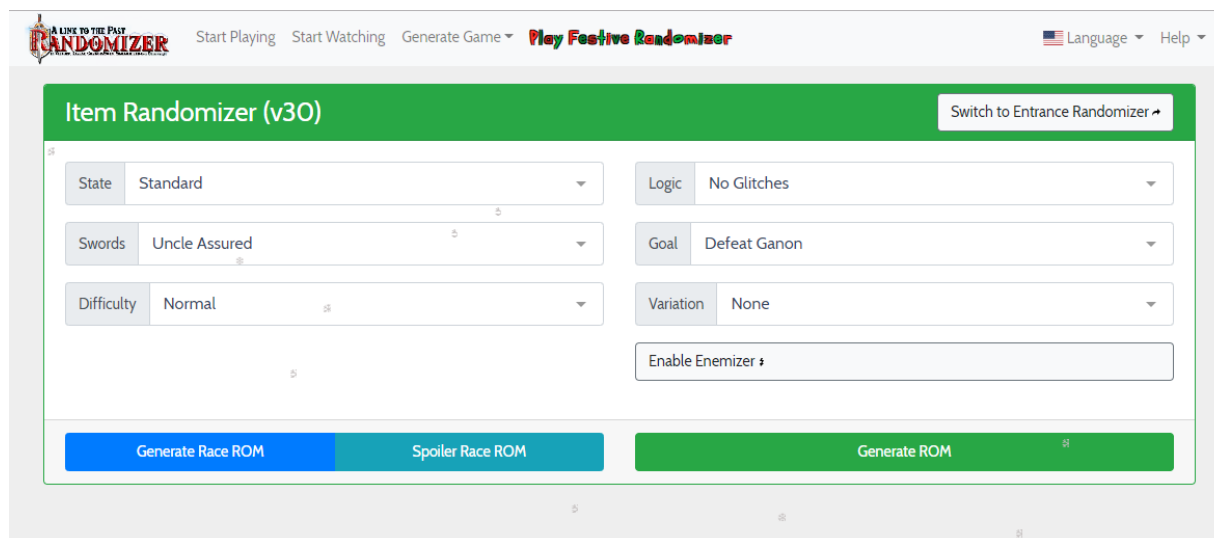 A LINK TO THE PAST
RANDOMIZER
Start Playing Start Watching Generate Game Play Festive Randomizer Language Help
Item Randomizer (v30) Switch to Entrance Randomizer
State Standard Logic No Glitches
Swords Uncle Assured Goal Defeat Ganon
Difficulty Normal Variation None
Enable Enemizer
Generate Race ROM Spoiler Race ROM Generate ROM